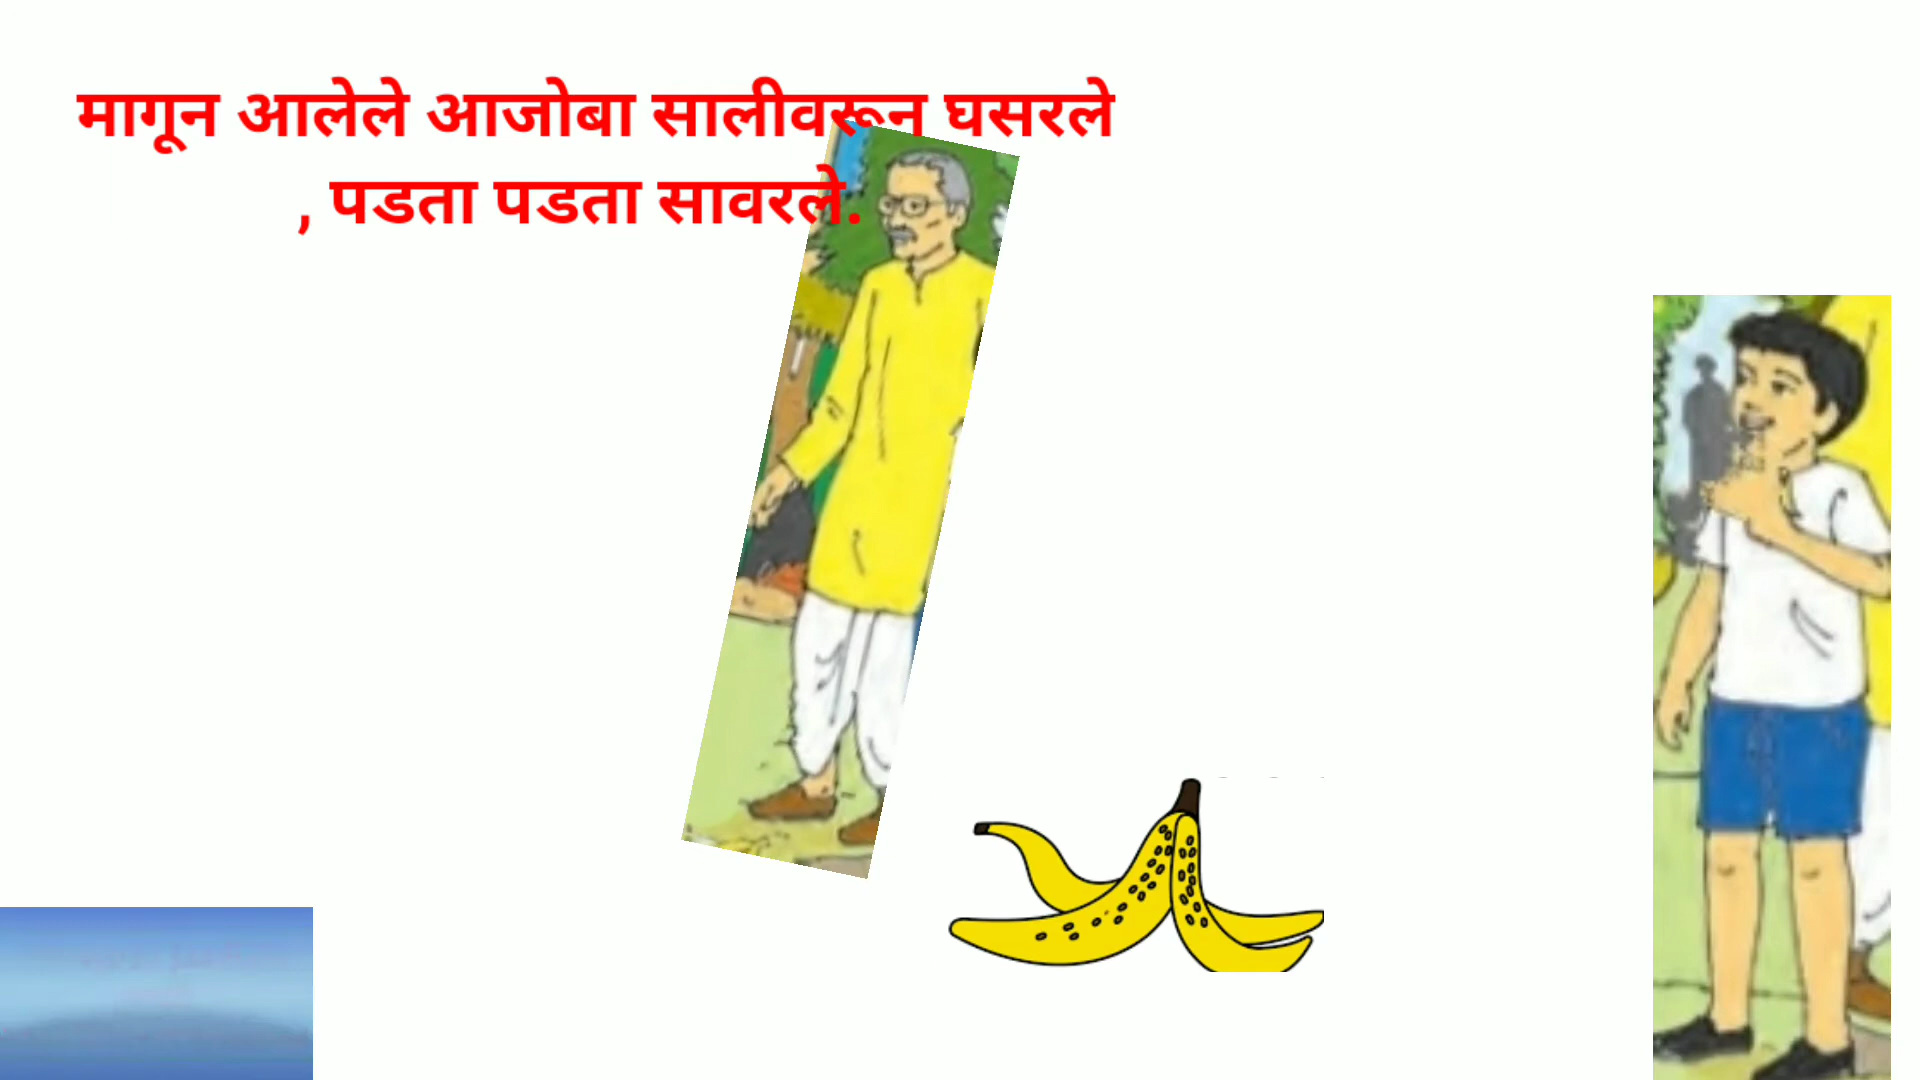 मागून आलेले आजोबा सालीवरून घसरले
, पडता पडता सावरले.